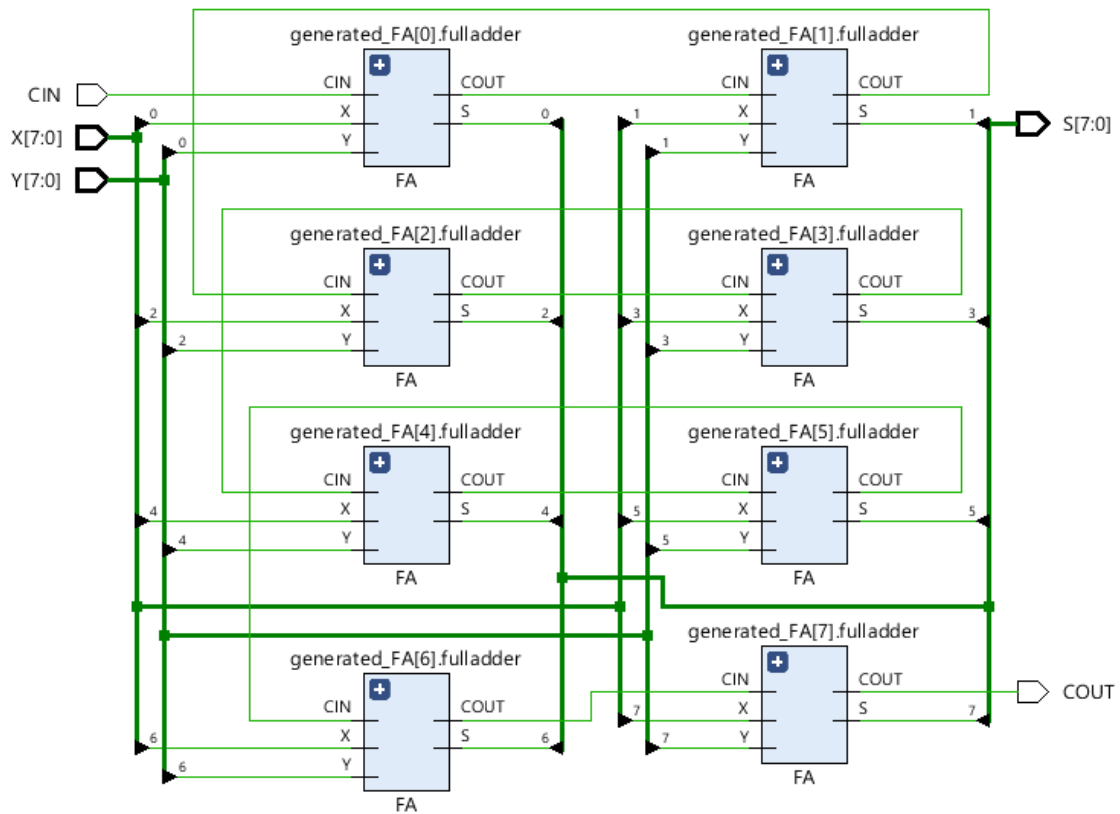 generated_FA[0].fulladder
generated_FA[1].fulladder
CIN
COUT
CIN
COUT
CIN
0
X
S
0
1
X
S
1
S[7:0]
X[7:0]
0
Y
1
Y
Y[7:0]
FA
FA
generated_FA[2].fulladder
generated_FA[3].fulladder
CIN
COUT
CIN
COUT
2
X
S
2
3
X
S
3
2
Y
3
Y
FA
FA
generated_FA[4].fulladder
generated_FA[5].fulladder
CIN
COUT
CIN
COUT
4
X
S
4
5
X
S
5
4
Y
5
Y
FA
FA
generated_FA[7].fulladder
generated_FA[6].fulladder
CIN
COUT
COUT
CIN
COUT
7
X
S
7
6
X
S
6
7
Y
6
Y
FA
FA